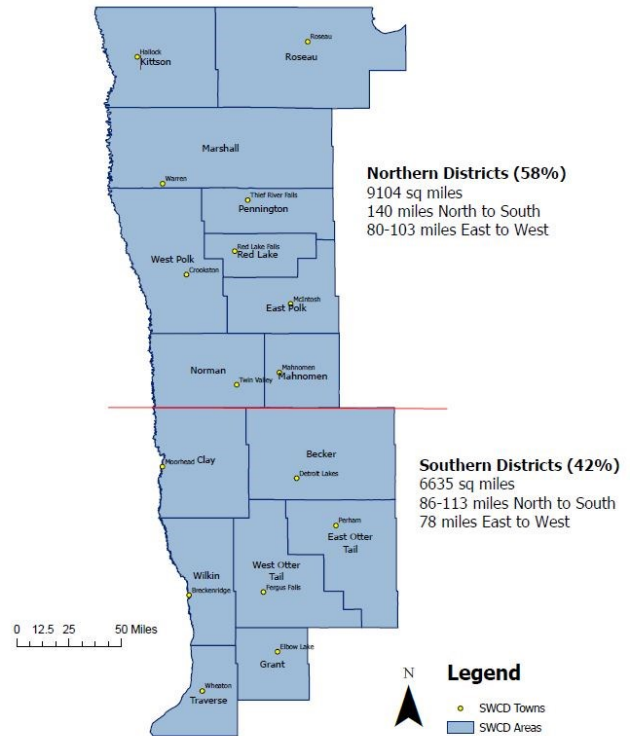 Hallock
Kittson
Roseau
Roseau
Marshall
Warren
Northern Districts (58%)
9104 sq miles
140 miles North to South
80-103 miles East to West
Thief River Falls
Pennington
Red Lake Falls
Red Lake
West Polk
Crookston
McIntosh
East Polk
Norman
Twin Valley
Mahnomen
Mahnomen
Clay
Moorhead
Becker
Detroit Lakes
Southern Districts (42%)
6635 sq miles
86-113 miles North to South
78 miles East to West
Perham
East Otter
Tail
West Otter
Tail
Fergus Falls
Wilkin
Breckenridge
0 12.5 25 50 Miles
Elbow Lake
Grant
Wheaton
Traverse
N
Legend
SWCD Towns
SWCD Areas